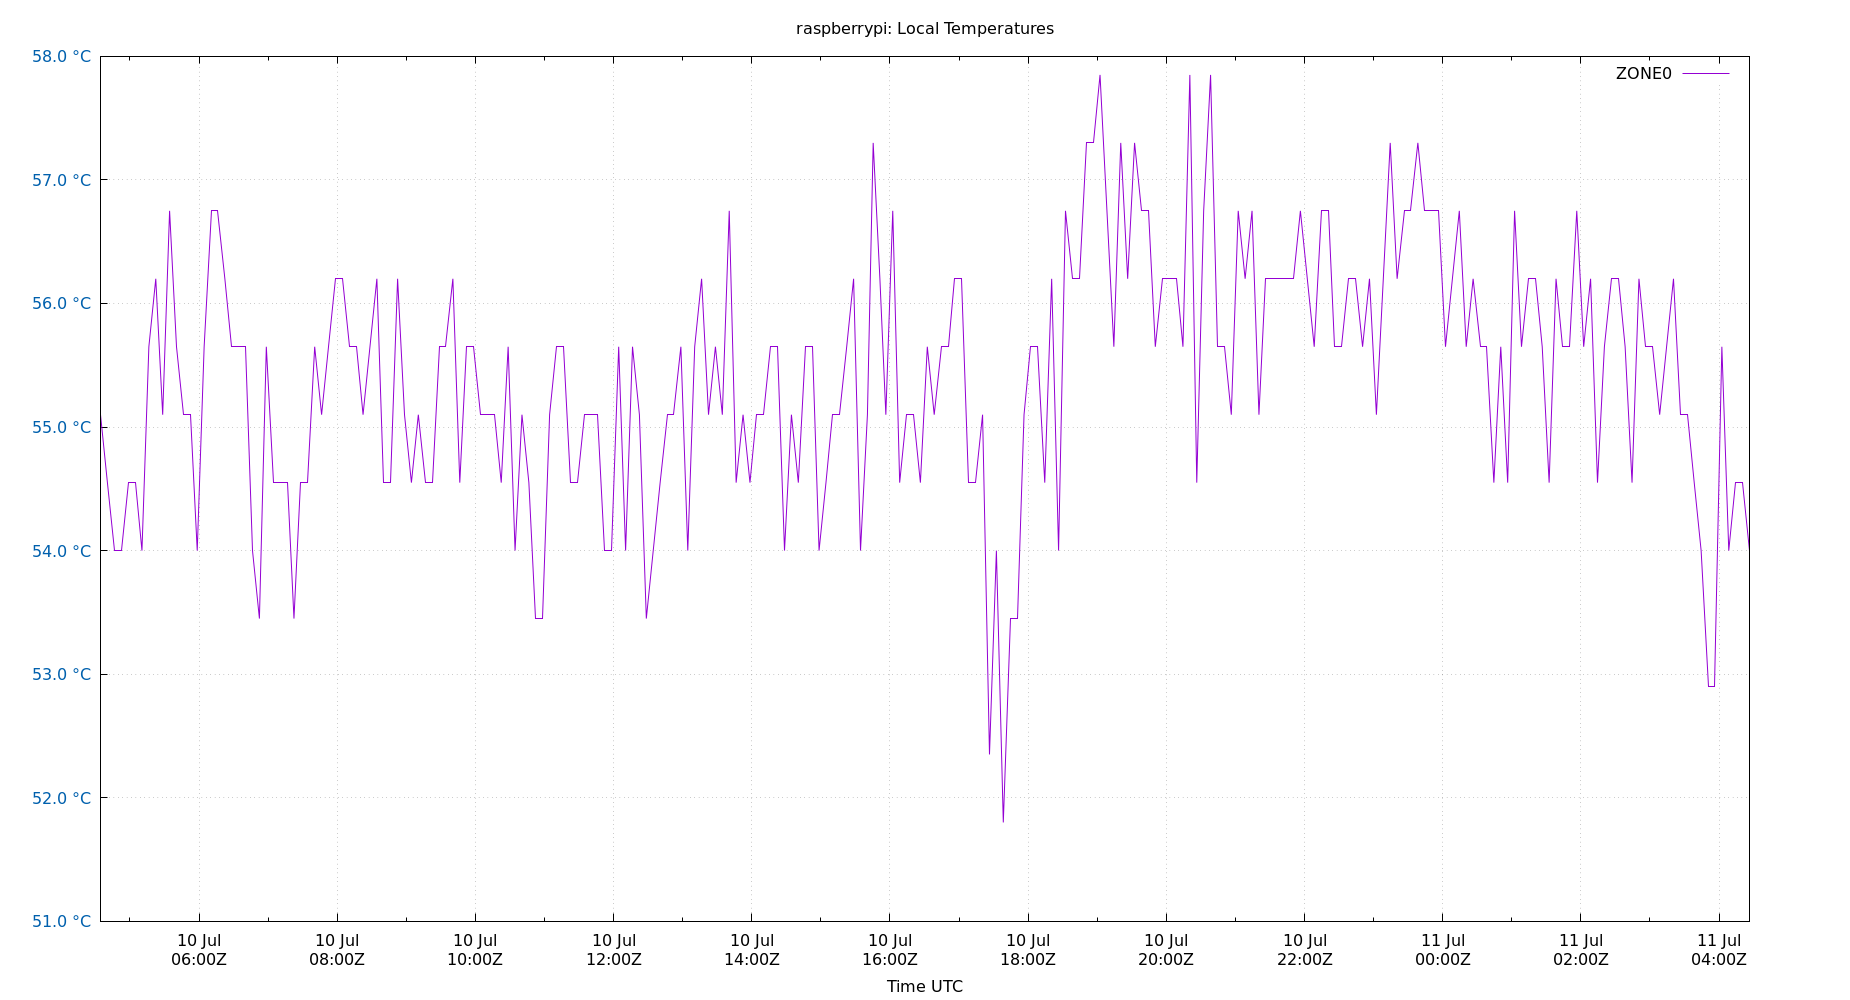 raspberrypi: Local Temperatures
58.0 °C
ZONE0
57.0 °C
56.0 °C
55.0 °C
54.0 °C
53.0 °C
52.0 °C
51.0 °C
10 Jul 10 Jul 10 Jul 10 Jul 10 Jul 10 Jul 10 Jul 10 Jul 10 Jul 11 Jul 11 Jul 11 Jul
06:00Z 08:00Z 10:00Z 12:00Z 14:00Z 16:00Z 18:00Z 20:00Z 22:00Z 00:00Z 02:00Z 04:00Z
Time UTC